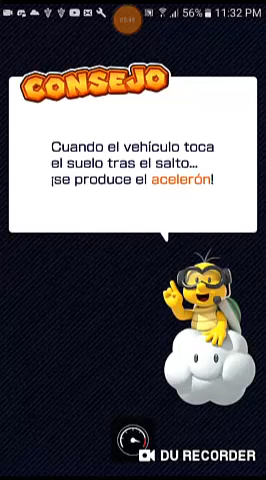 56% 11:32 PM
CONSEJO
Cuando el vehículo toca
el suelo tras el salto...
¡se produce el acelerón!
DU RECORDER